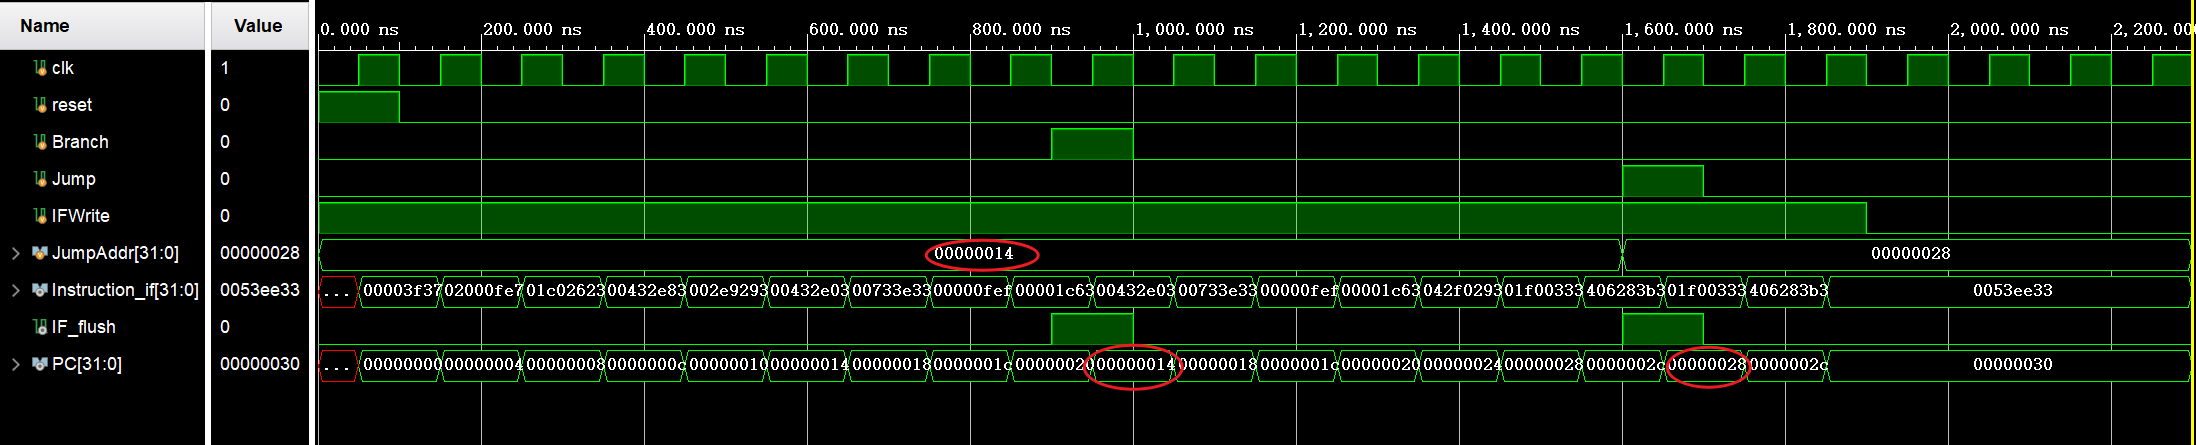 Name Value 0.000 ns 200.000 ns 400.000 ns 600.000 ns 800.000 ns 1,000.000 ns 1,200.000 ns 1,400.000 ns 1,600.000 ns 1,800.000 ns 2,000.000 ns 2,200.00
clk 1
reset 0
Branch 0
Jump 0
IFWrite 0
JumpAddr[31:0] 00000028 00000014 00000028
Instruction_if[31:0] 0053ee33 ... 00003f37 02000fe7 01c02623 00432e83 002e9293 00432e03 00733e33 00000fef 00001c63 00432e03 00733e33 00000fef 00001c63 042f0293 01f00333 406283b3 01f00333 406283b3 0053ee33
IF_flush 0
PC[31:0] 00000030 ... 00000000 00000004 00000008 0000000c 00000010 00000014 00000018 0000001c 00000020 00000014 00000018 0000001c 00000020 00000024 00000028 0000002c 00000028 0000002c 00000030